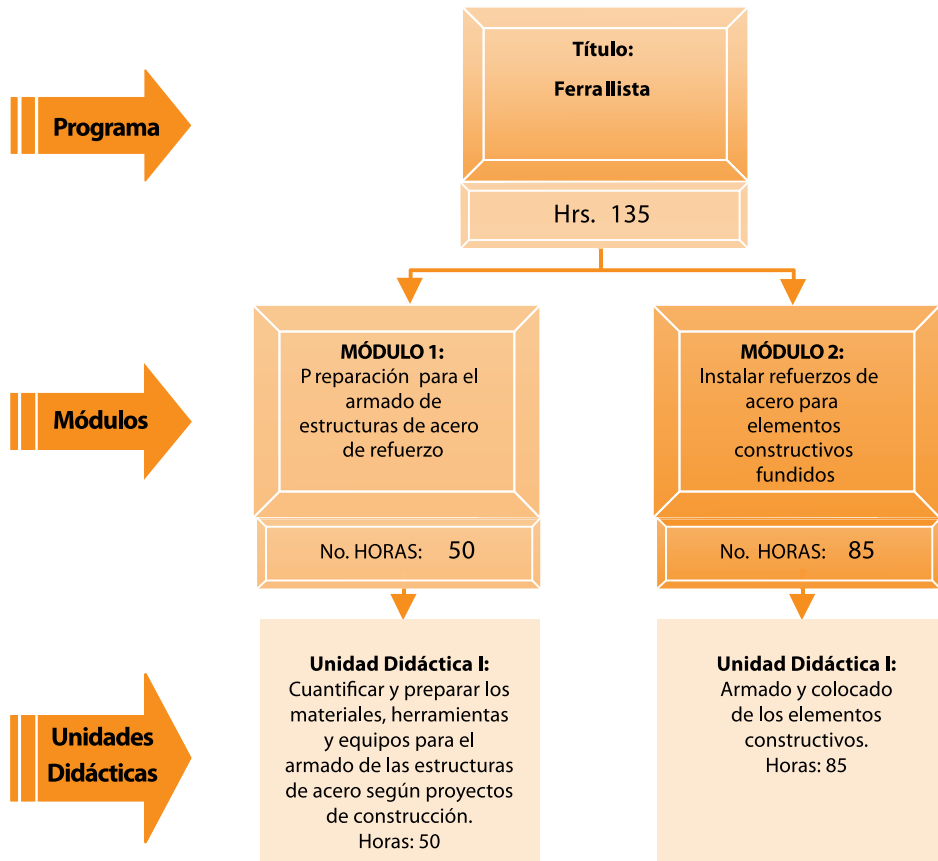 Programa
Título:
Ferrallista
Hrs. 135
Módulos
MÓDULO 1:
Preparación para el
armado de
estructuras de acero
de refuerzo
No. HORAS: 50
MÓDULO 2:
Instalar refuerzos de
acero para
elementos
constructivos
fundidos
No. HORAS: 85
Unidades
Didácticas
Unidad Didáctica I:
Cuantificar y preparar los
materiales, herramientas
y equipos para el
armado de las estructuras
de acero según proyectos
de construcción.
Horas: 50
Unidad Didáctica I:
Armado y colocado
de los elementos
constructivos.
Horas: 85